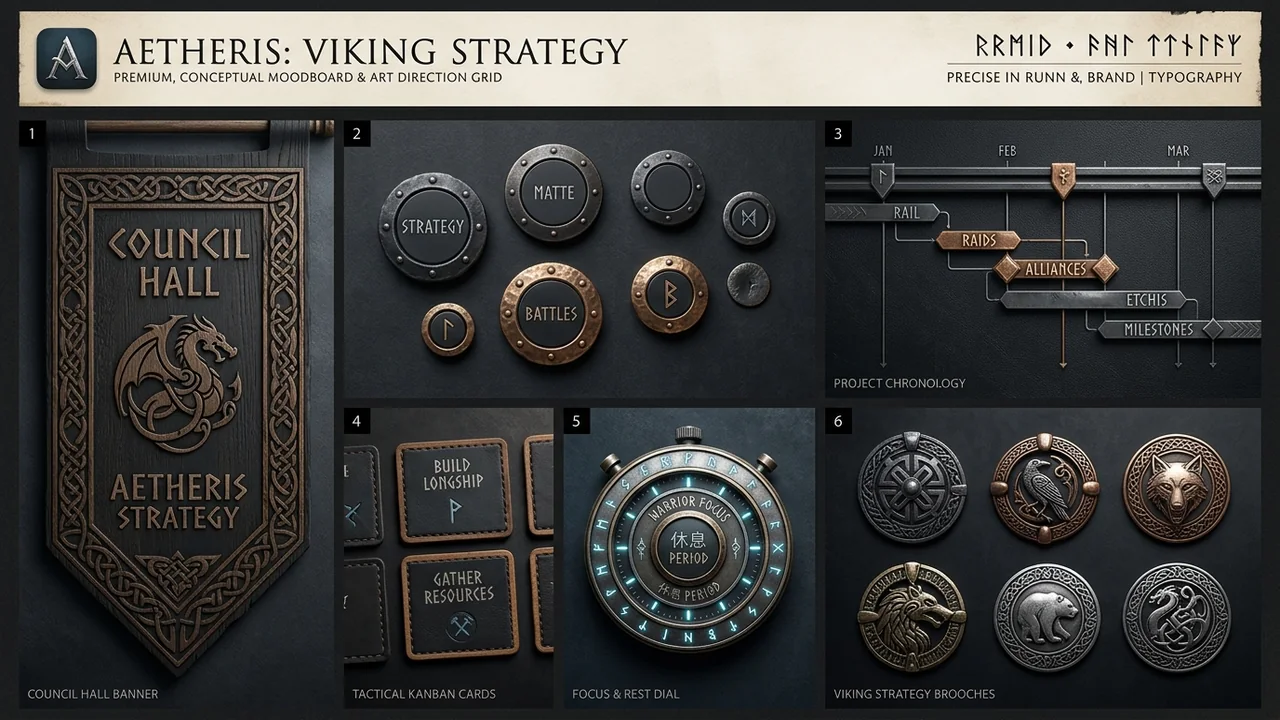 AETHERIS: VIKING STRATEGY
PREMIUM, CONCEPTUAL MOODBOARD & ART DIRECTION GRID
PRECISE IN RUNN &, BRAND | TYPOGRAPHY
1
COUNCIL
HALL
AETHERIS
STRATEGY
COUNCIL HALL BANNER
2
STRATEGY
MATTE
ᛞ
ᛚ
BATTLES
ᛒ
3
JAN
FEB
MAR
ᛚ
RAIL
RAIDS
ALLIANCES
ETCHIS
MILESTONES
PROJECT CHRONOLOGY
4
BUILD
LONGSHIP
ᚹ
GATHER
RESOURCES
TACTICAL KANBAN CARDS
5
WARRIOR FOCUS
休息
PERIOD
休息 PERIOD
FOCUS & REST DIAL
6
VIKING STRATEGY BROOCHES